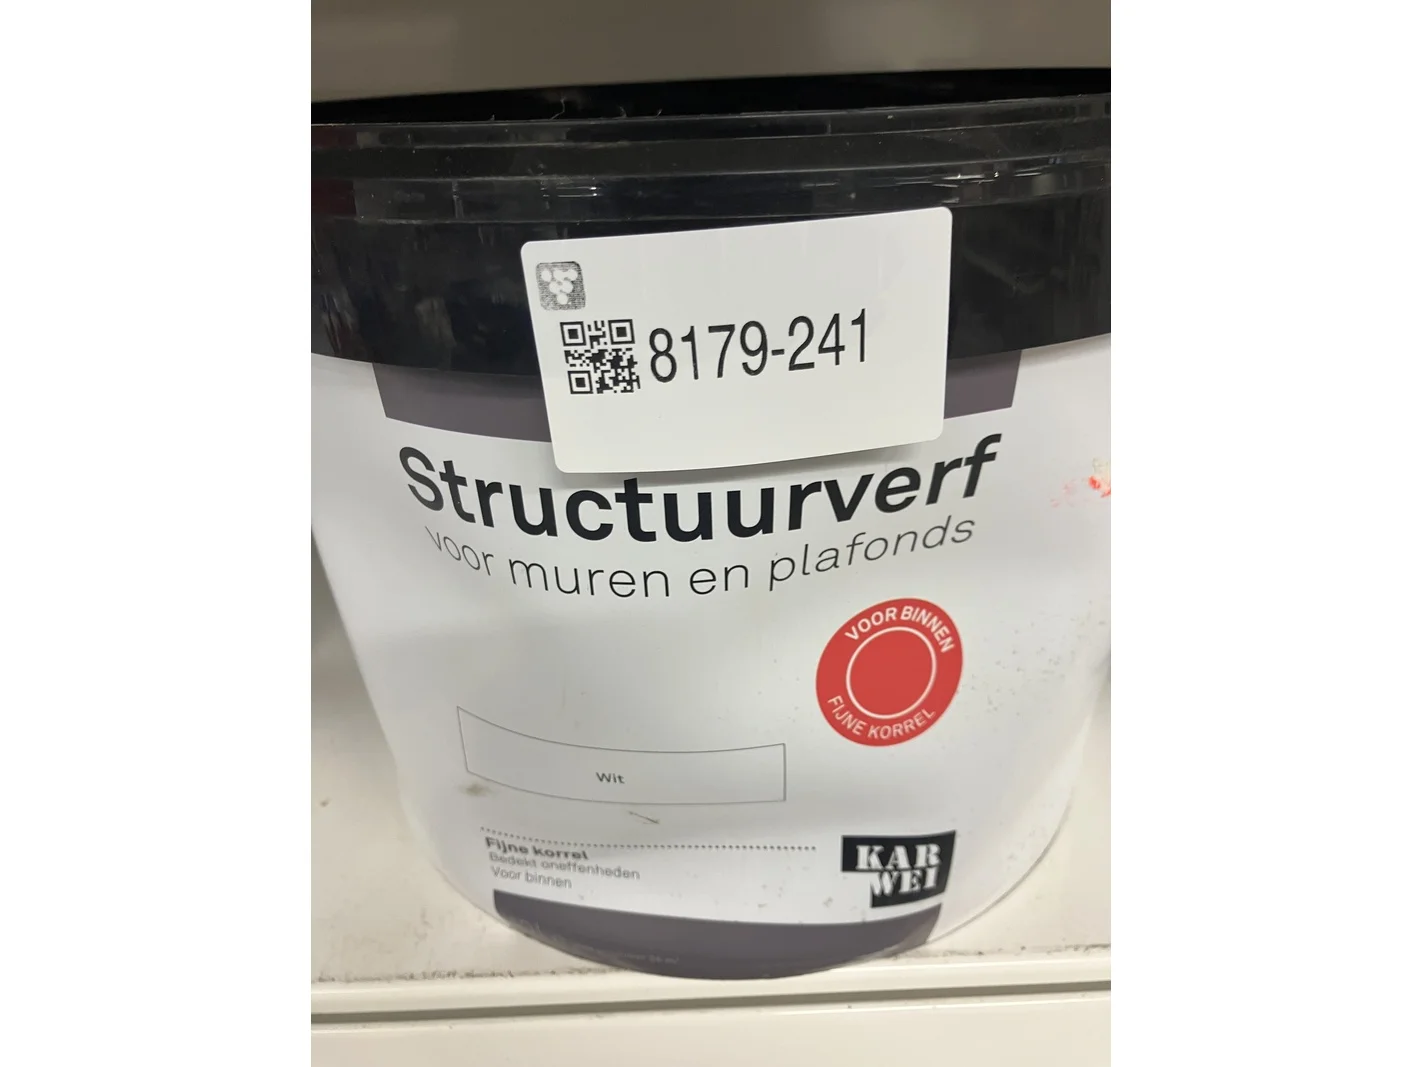 8179-241
Structuurverf
voor muren en plafonds
VOOR BINNEN
FIJNE KORREL
Wit
Fijne korrel
Bedekt oneffenheden
Voor binnen
KAR
WEI